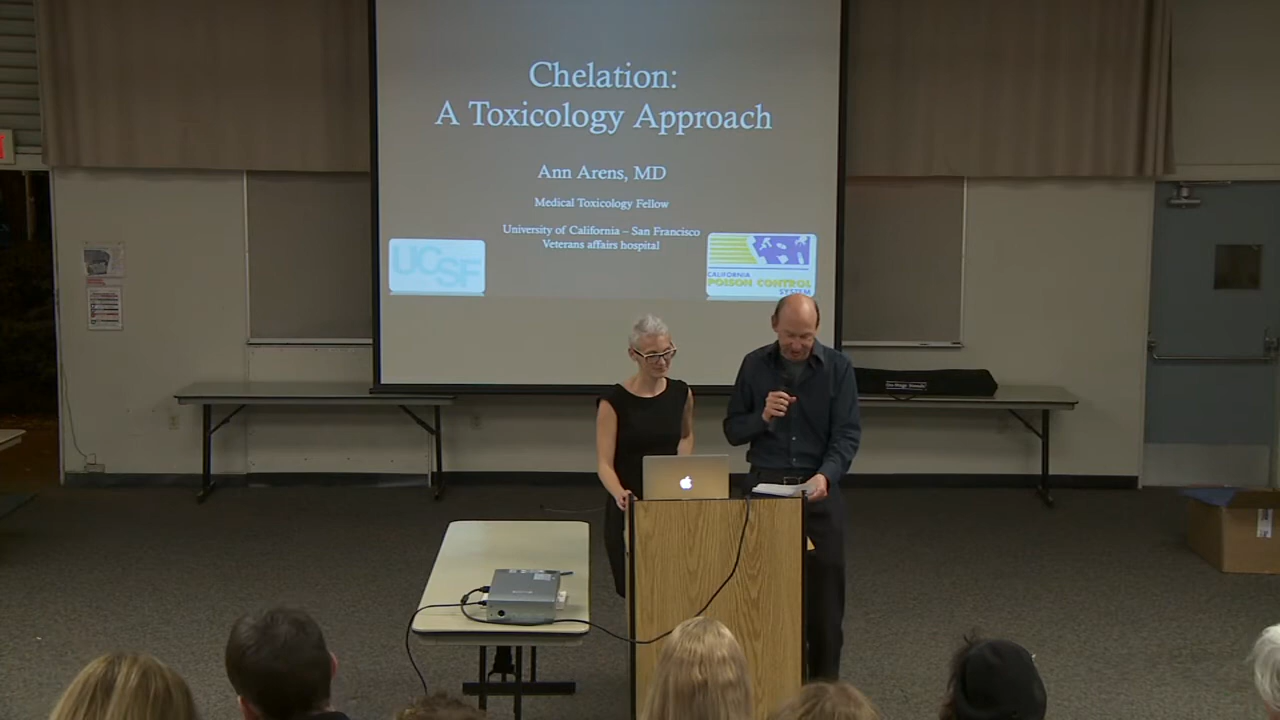 Chelation:
A Toxicology Approach
Ann Arens, MD
Medical Toxicology Fellow
University of California – San Francisco
Veterans affairs hospital
UCSF
CALIFORNIA
POISON CONTROL
SYSTEM